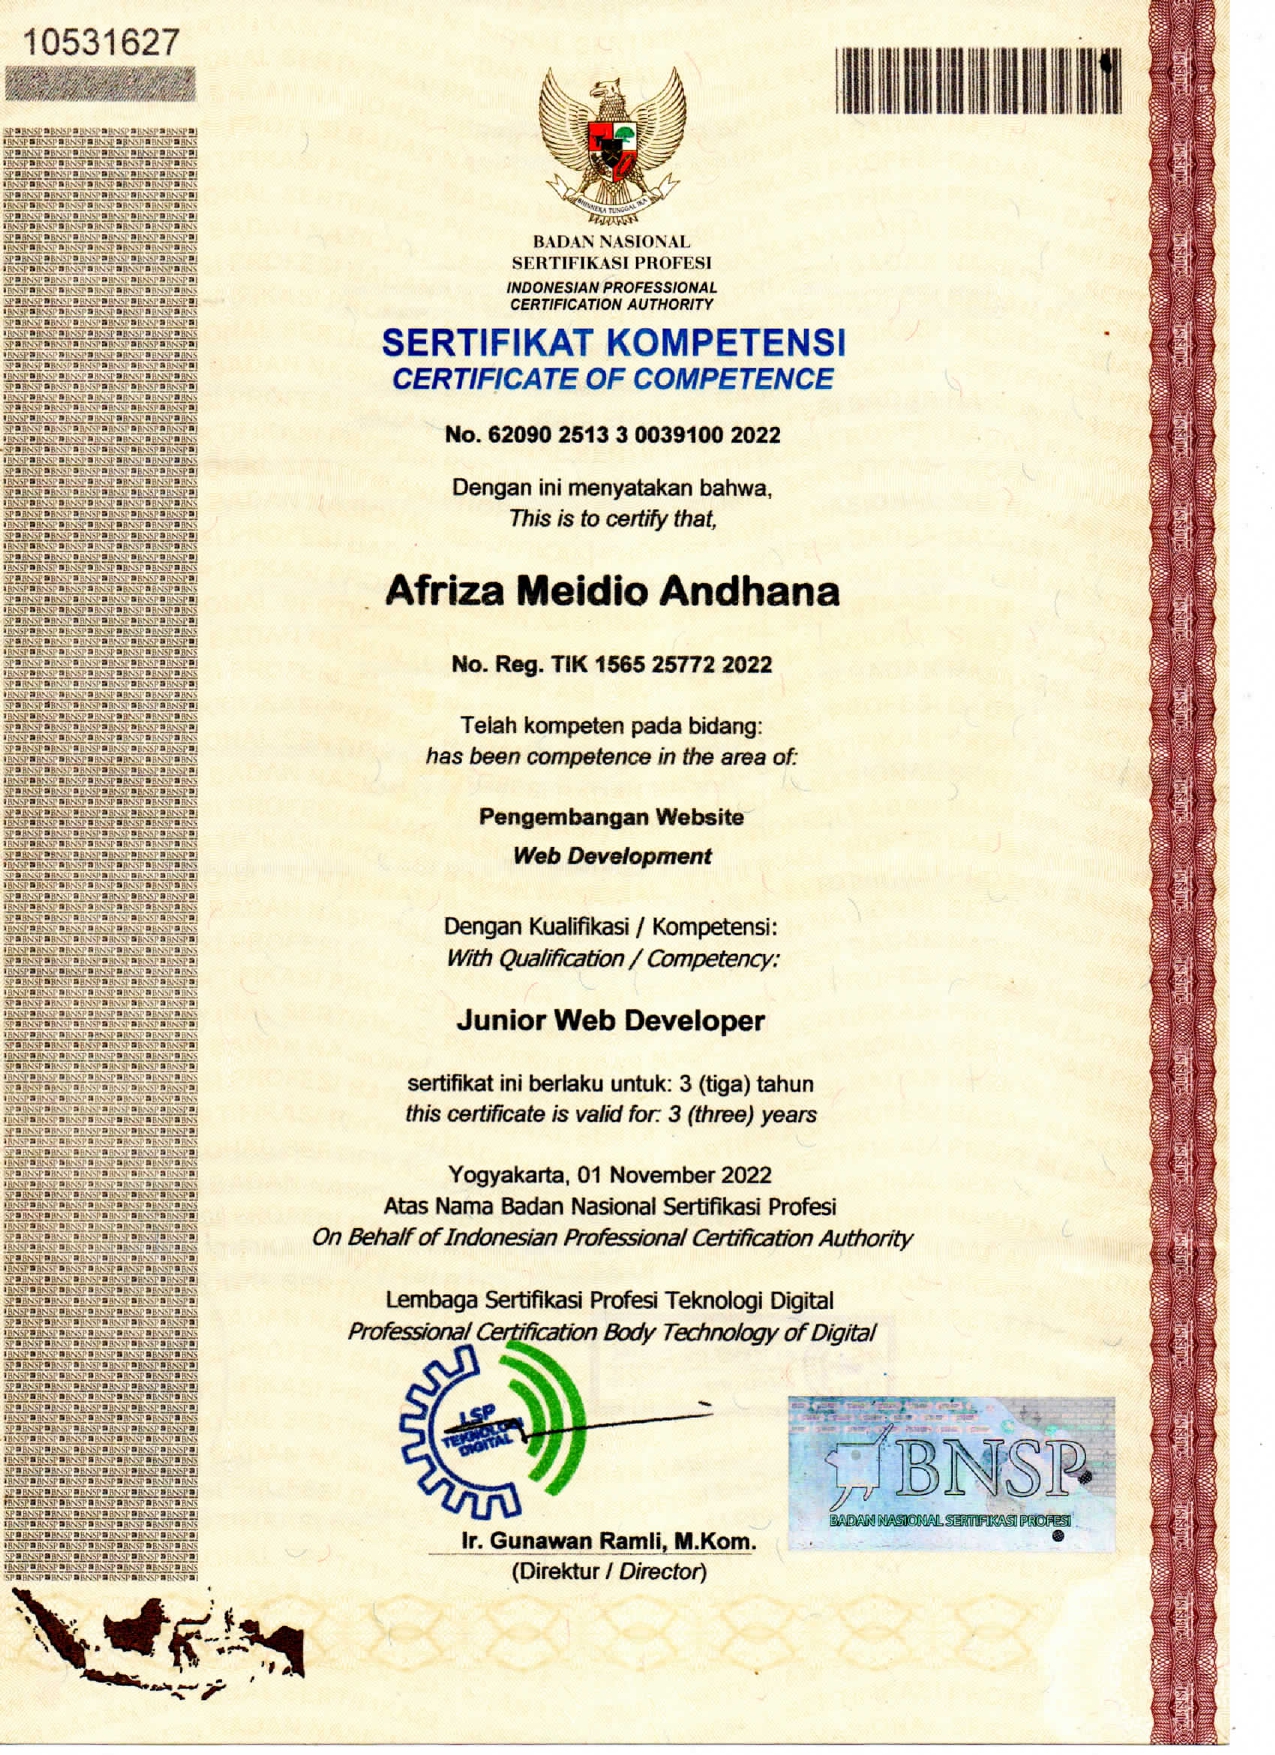 10531627
BHINNEKA TUNGGAL IKA
BADAN NASIONAL
SERTIFIKASI PROFESI
INDONESIAN PROFESSIONAL
CERTIFICATION AUTHORITY
SERTIFIKAT KOMPETENSI
CERTIFICATE OF COMPETENCE
No. 62090 2513 3 0039100 2022
Dengan ini menyatakan bahwa,
This is to certify that,
Afriza Meidio Andhana
No. Reg. TIK 1565 25772 2022
Telah kompeten pada bidang:
has been competence in the area of:
Pengembangan Website
Web Development
Dengan Kualifikasi / Kompetensi:
With Qualification / Competency:
Junior Web Developer
sertifikat ini berlaku untuk: 3 (tiga) tahun
this certificate is valid for: 3 (three) years
Yogyakarta, 01 November 2022
Atas Nama Badan Nasional Sertifikasi Profesi
On Behalf of Indonesian Professional Certification Authority
Lembaga Sertifikasi Profesi Teknologi Digital
Professional Certification Body Technology of Digital
LSP
TEKNOLOGI
DIGITAL
BNSP
BADAN NASIONAL SERTIFIKASI PROFESI
Ir. Gunawan Ramli, M.Kom.
(Direktur / Director)